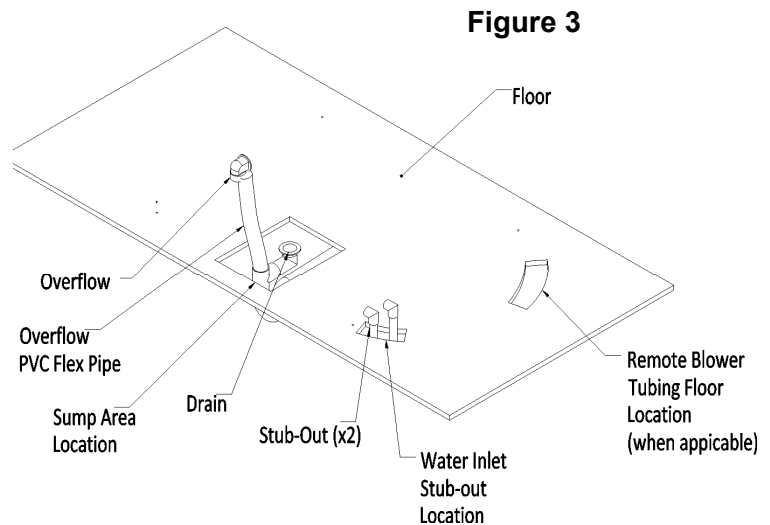 Figure 3
Floor
Overflow
Overflow
PVC Flex Pipe
Sump Area
Location
Drain
Stub-Out (x2)
Water Inlet
Stub-out
Location
Remote Blower
Tubing Floor
Location
(when appicable)